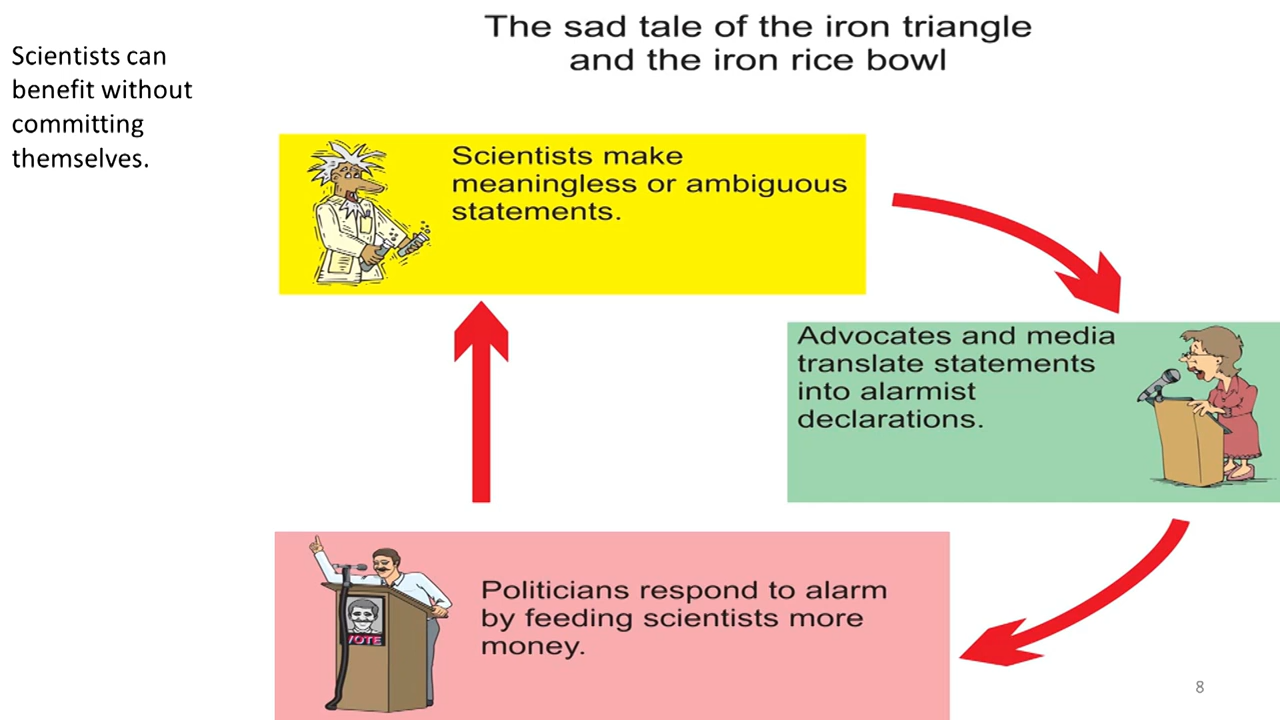 The sad tale of the iron triangle
and the iron rice bowl
Scientists can
benefit without
committing
themselves.
Scientists make
meaningless or ambiguous
statements.
Advocates and media
translate statements
into alarmist
declarations.
Politicians respond to alarm
by feeding scientists more
money.
VOTE
8